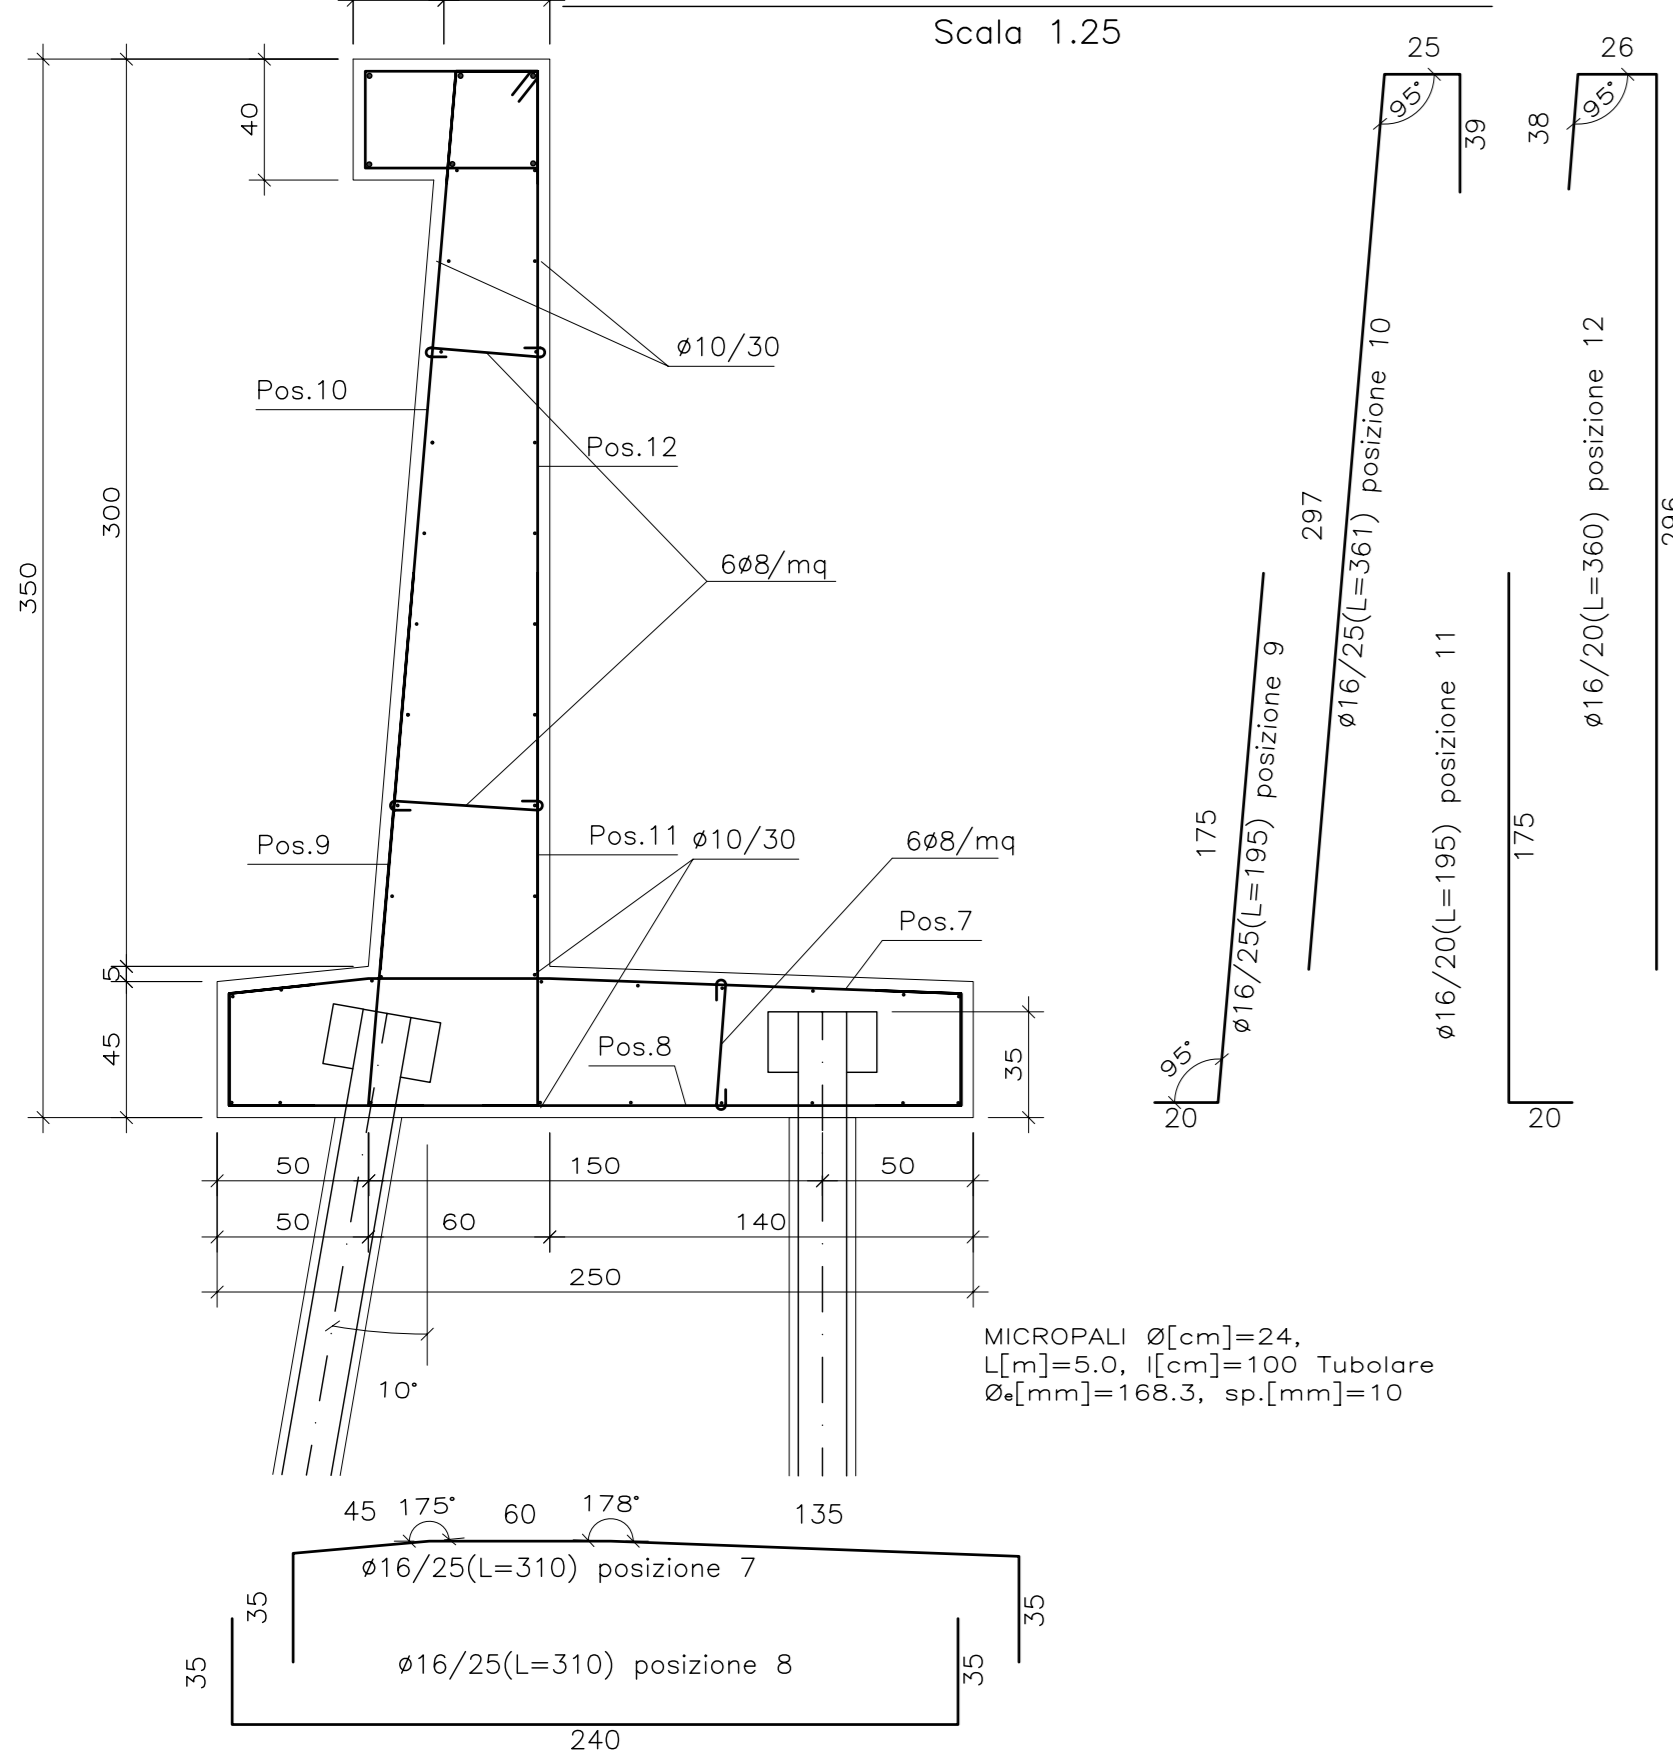 Scala 1.25
25
26
95°
95°
40
39
38
ø10/30
Pos.10
Pos.12
300
350
6ø8/mq
297
ø16/25(L=361) posizione 10
ø16/20(L=360) posizione 12
296
Pos.9
Pos.11
ø10/30
6ø8/mq
Pos.7
175
ø16/25(L=195) posizione 9
ø16/20(L=195) posizione 11
175
5
45
Pos.8
35
95°
20
20
50
150
50
50
60
140
250
10°
MICROPALI Ø[cm]=24,
L[m]=5.0, I[cm]=100 Tubolare
Øe[mm]=168.3, sp.[mm]=10
45
175°
60
178°
135
ø16/25(L=310) posizione 7
35
35
ø16/25(L=310) posizione 8
35
35
240